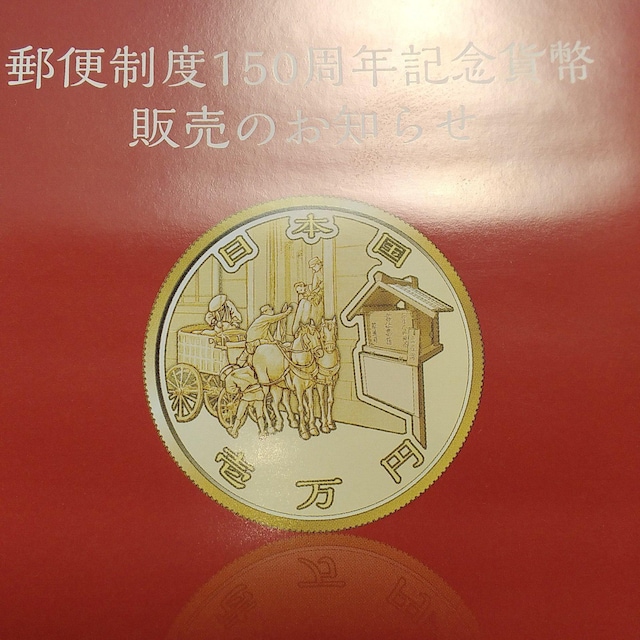 郵便制度150周年記念貨幣
販売のお知らせ
日本国
壱万円